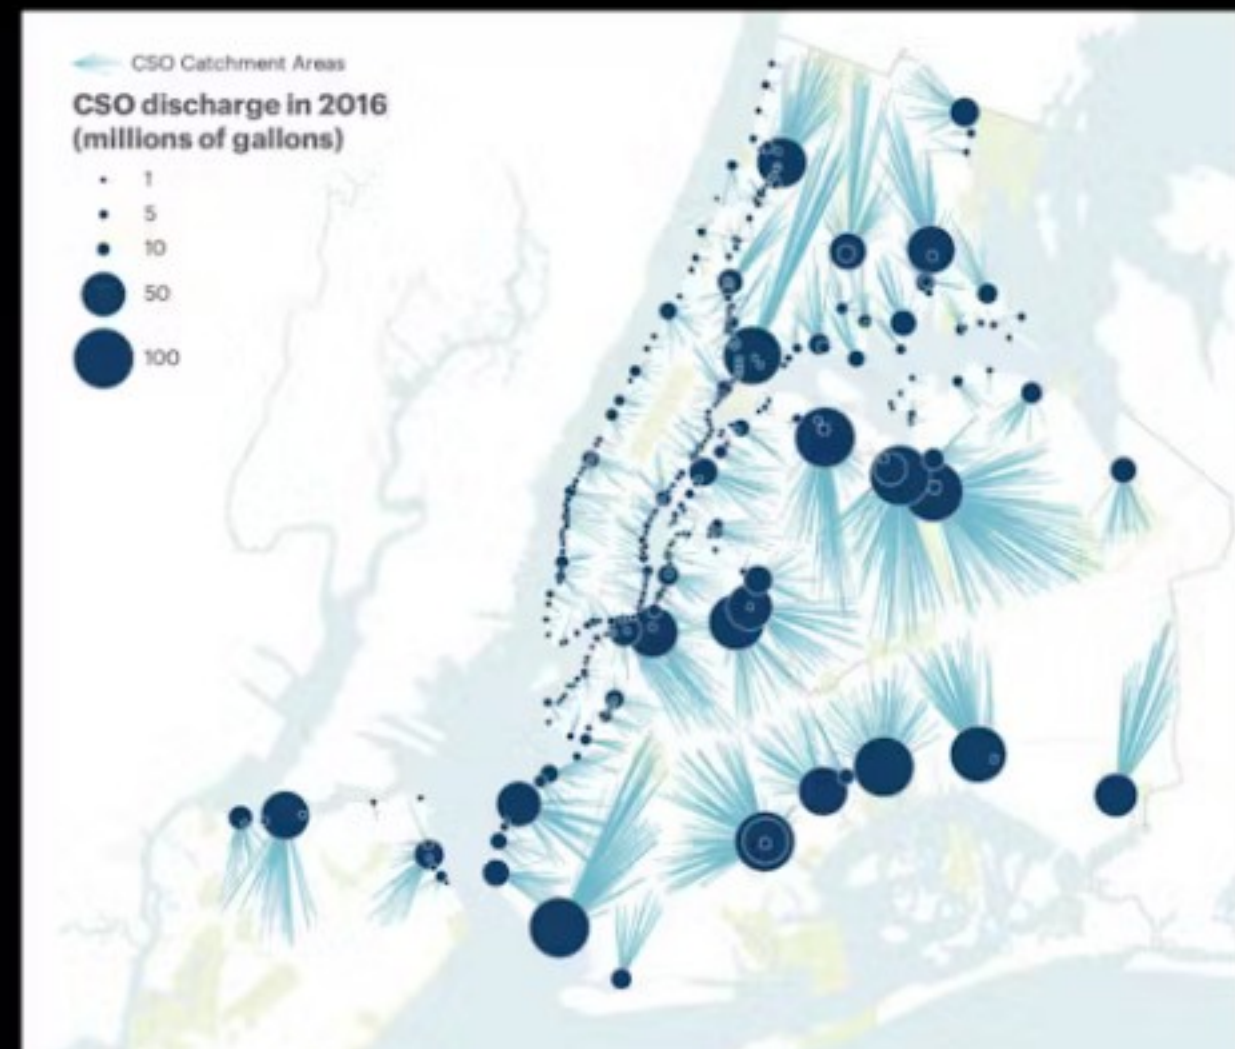 CSO Catchment Areas
CSO discharge in 2016
(millions of gallons)
1
5
10
50
100